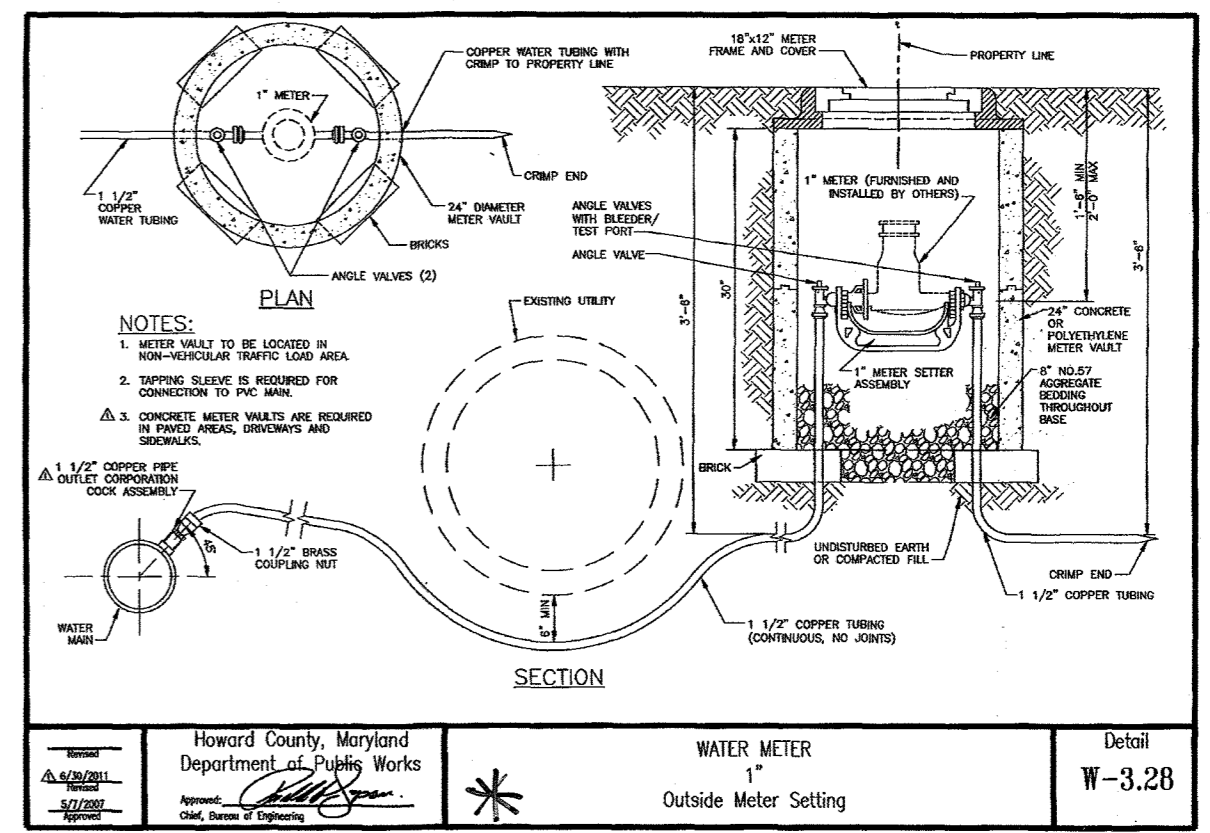 COPPER WATER TUBING WITH
CRIMP TO PROPERTY LINE
1" METER
CRIMP END
1 1/2"
COPPER
WATER TUBING
24" DIAMETER
METER VAULT
BRICKS
ANGLE VALVES (2)
PLAN
18"x12" METER
FRAME AND COVER
PROPERTY LINE
1" METER (FURNISHED AND
INSTALLED BY OTHERS)
ANGLE VALVES
WITH BLEEDER/
TEST PORT
ANGLE VALVE
1'-6" MIN
2'-0" MAX
3'-6"
30"
3'-6"
24" CONCRETE
OR
POLYETHYLENE
METER VAULT
1" METER SETTER
ASSEMBLY
8" NO.57
AGGREGATE
BEDDING
THROUGHOUT
BASE
BRICK
UNDISTURBED EARTH
OR COMPACTED FILL
CRIMP END
1 1/2" COPPER TUBING
NOTES:
1. METER VAULT TO BE LOCATED IN
NON-VEHICULAR TRAFFIC LOAD AREA.
2. TAPPING SLEEVE IS REQUIRED FOR
CONNECTION TO PVC MAIN.
1 3. CONCRETE METER VAULTS ARE REQUIRED
IN PAVED AREAS, DRIVEWAYS AND
SIDEWALKS.
EXISTING UTILITY
1 1 1/2" COPPER PIPE
OUTLET CORPORATION
COCK ASSEMBLY
45°
1 1/2" BRASS
COUPLING NUT
WATER
MAIN
6" MIN
1 1/2" COPPER TUBING
(CONTINUOUS, NO JOINTS)
SECTION
Revised
1 6/30/2011
Revised
5/7/2007
Approved
Howard County, Maryland
Department of Public Works
Approved:
Chief, Bureau of Engineering
WATER METER
1"
Outside Meter Setting
Detail
W-3.28